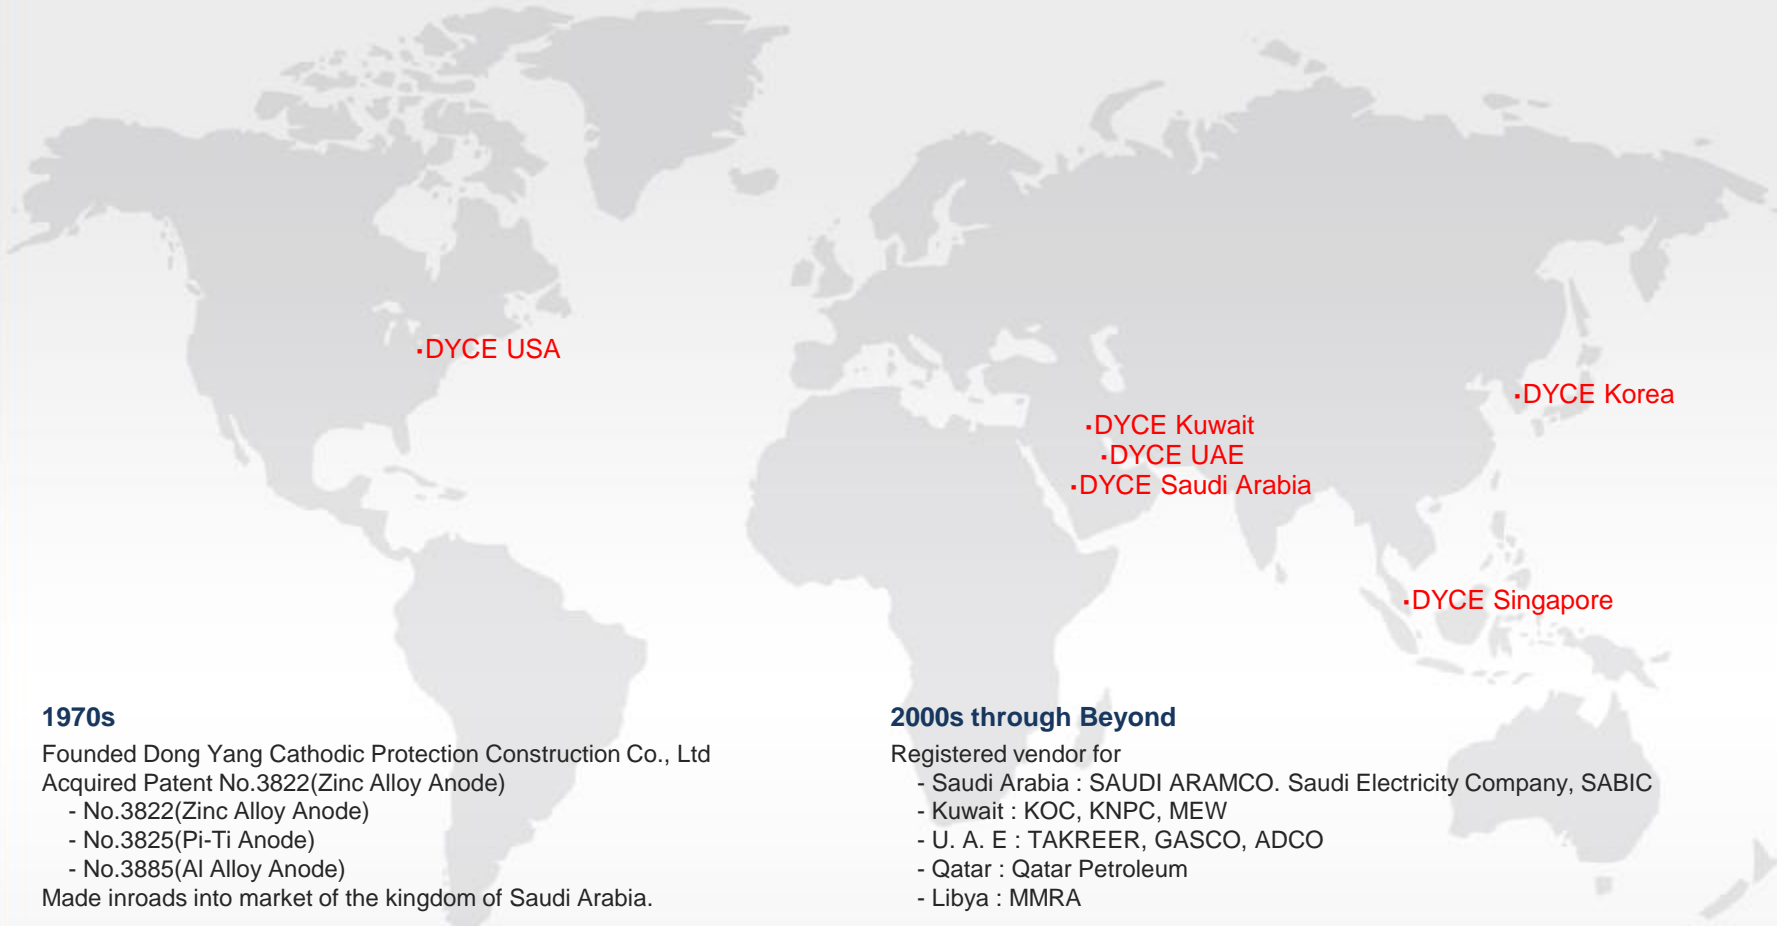 ▪DYCE USA
▪DYCE Korea
▪DYCE Kuwait
▪DYCE UAE
▪DYCE Saudi Arabia
▪DYCE Singapore
1970s
Founded Dong Yang Cathodic Protection Construction Co., Ltd
Acquired Patent No.3822(Zinc Alloy Anode)
- No.3822(Zinc Alloy Anode)
- No.3825(Pi-Ti Anode)
- No.3885(Al Alloy Anode)
Made inroads into market of the kingdom of Saudi Arabia.
2000s through Beyond
Registered vendor for
- Saudi Arabia : SAUDI ARAMCO. Saudi Electricity Company, SABIC
- Kuwait : KOC, KNPC, MEW
- U. A. E : TAKREER, GASCO, ADCO
- Qatar : Qatar Petroleum
- Libya : MMRA